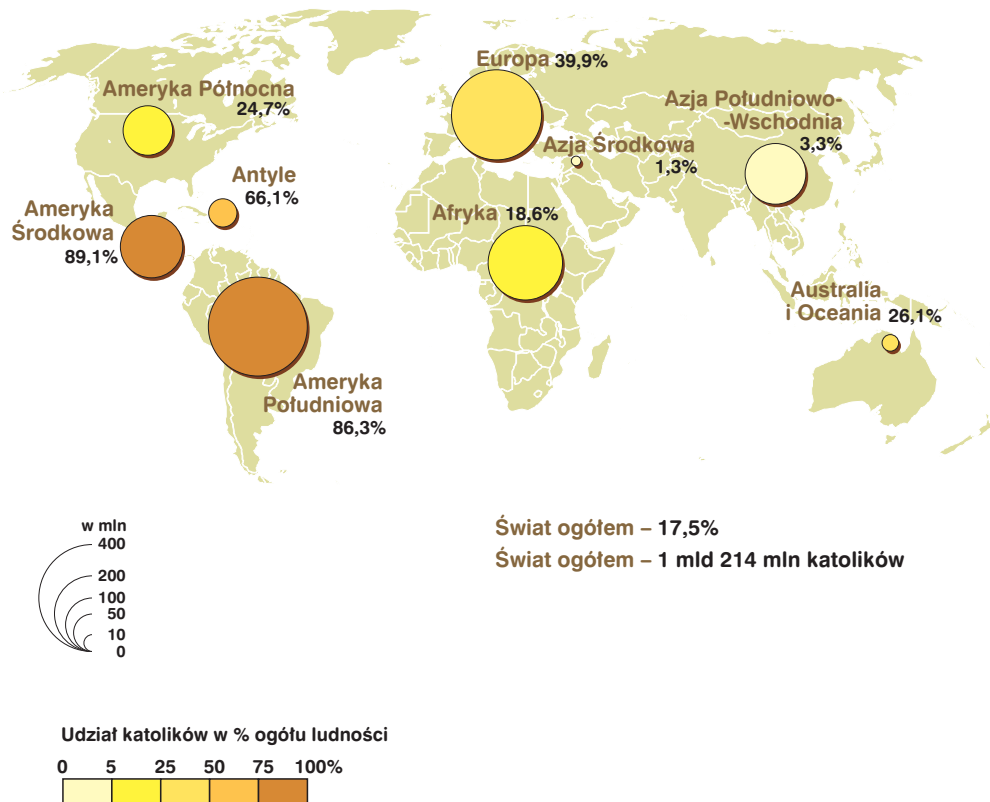 Ameryka Północna
24,7%
Europa 39,9%
Azja Południowo-
-Wschodnia
3,3%
Azja Środkowa
1,3%
Antyle
66,1%
Ameryka
Środkowa
89,1%
Afryka 18,6%
Australia
i Oceania 26,1%
Ameryka
Południowa
86,3%
w mln
400
200
100
50
10
0
Świat ogółem – 17,5%
Świat ogółem – 1 mld 214 mln katolików
Udział katolików w % ogółu ludności
0 5 25 50 75 100%